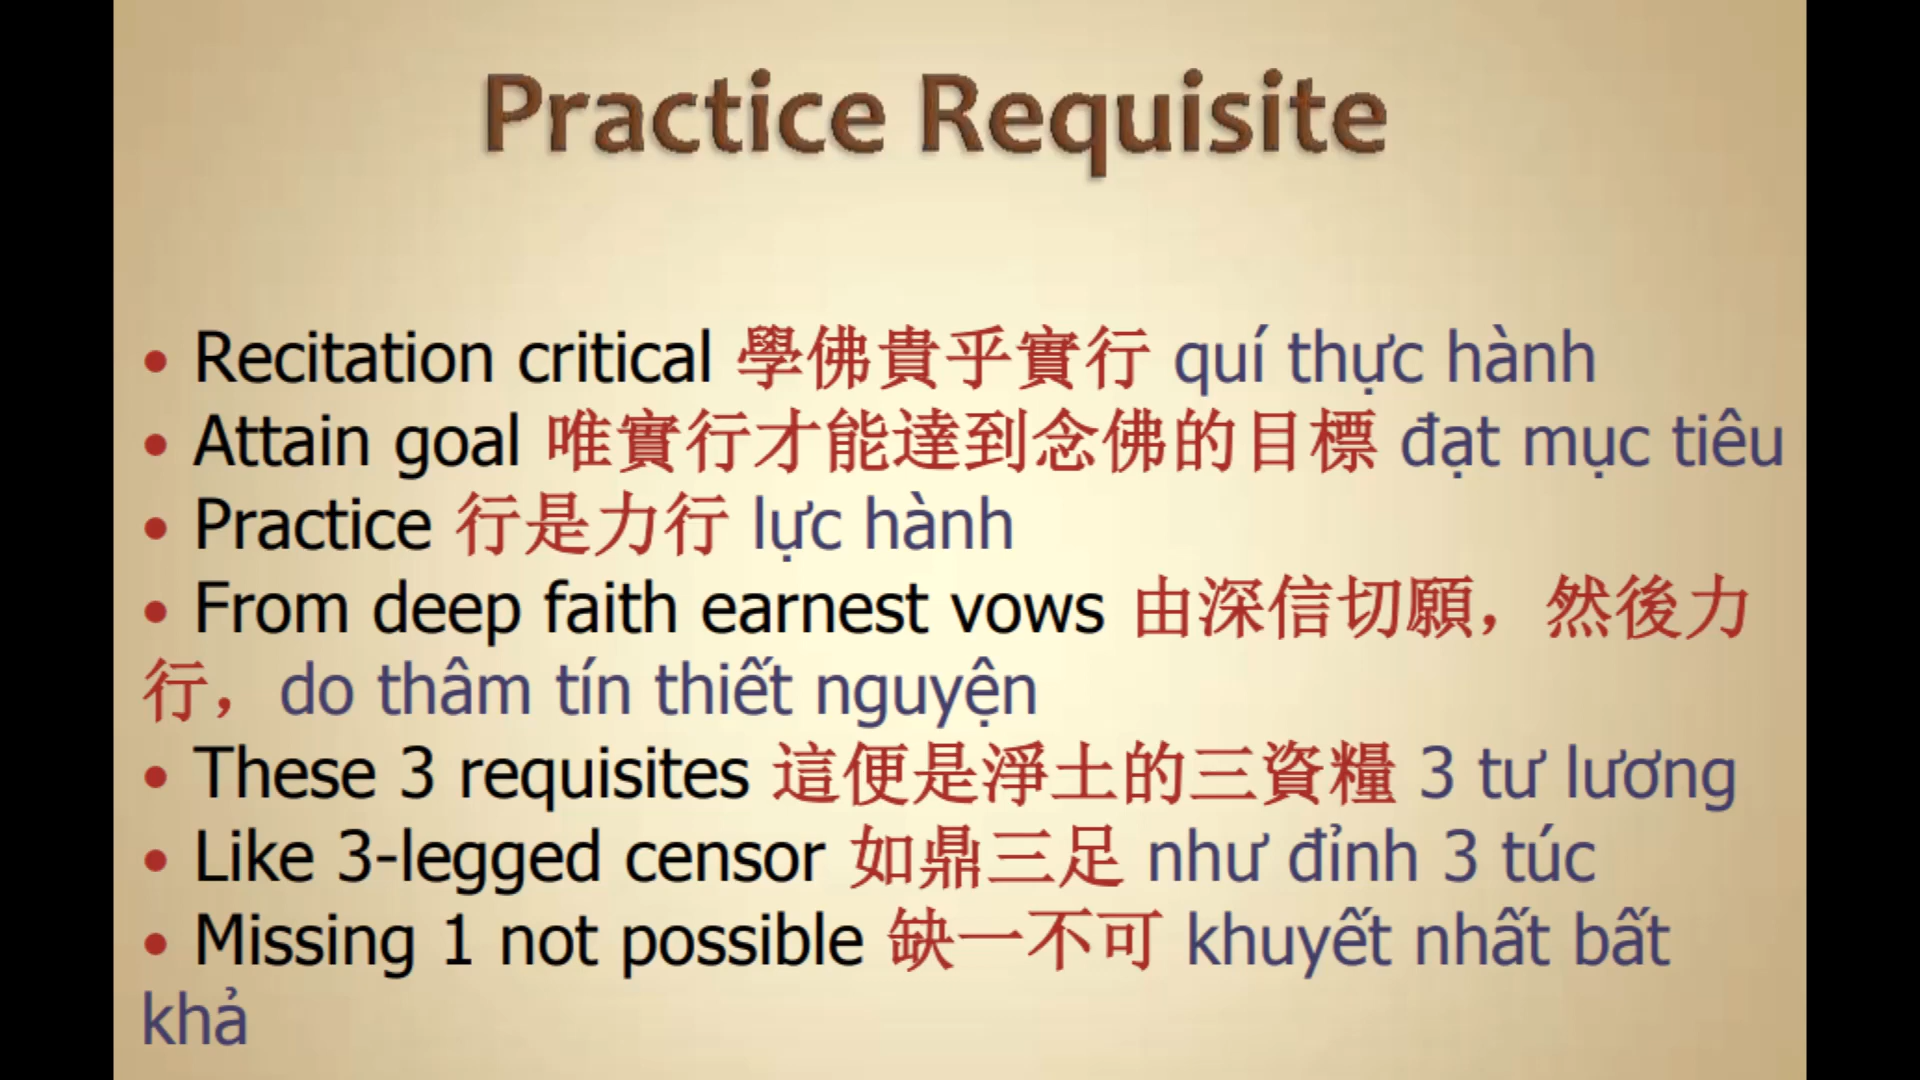 Practice Requisite
• Recitation critical 學佛貴乎實行 quí thực hành
• Attain goal 唯實行才能達到念佛的目標 đạt mục tiêu
• Practice 行是力行 lực hành
• From deep faith earnest vows 由深信切願，然後力
行，do thâm tín thiết nguyện
• These 3 requisites 這便是淨土的三資糧 3 tư lương
• Like 3-legged censor 如鼎三足 như đỉnh 3 túc
• Missing 1 not possible 缺一不可 khuyết nhất bất
khả